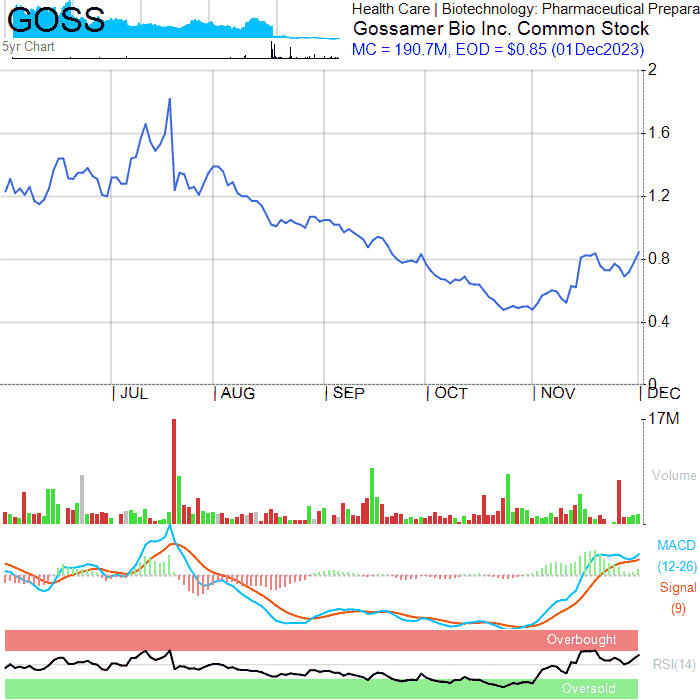 GOSS
Health Care | Biotechnology: Pharmaceutical Prepara
Gossamer Bio Inc. Common Stock
5yr Chart
MC = 190.7M, EOD = $0.85 (01Dec2023)
2
1.6
1.2
0.8
0.4
0
| JUL | AUG | SEP | OCT | NOV | DEC
17M
Volume
MACD
(12-26)
Signal
(9)
Overbought
RSI(14)
Oversold